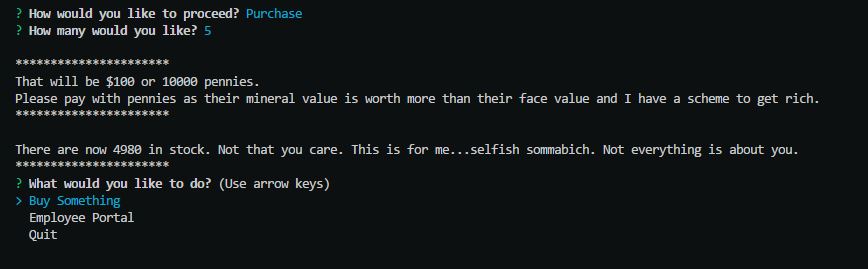 ? How would you like to proceed? Purchase
? How many would you like? 5
**********************
That will be $100 or 10000 pennies.
Please pay with pennies as their mineral value is worth more than their face value and I have a scheme to get rich.
**********************
There are now 4980 in stock. Not that you care. This is for me...selfish sommabich. Not everything is about you.
**********************
? What would you like to do? (Use arrow keys)
> Buy Something
Employee Portal
Quit